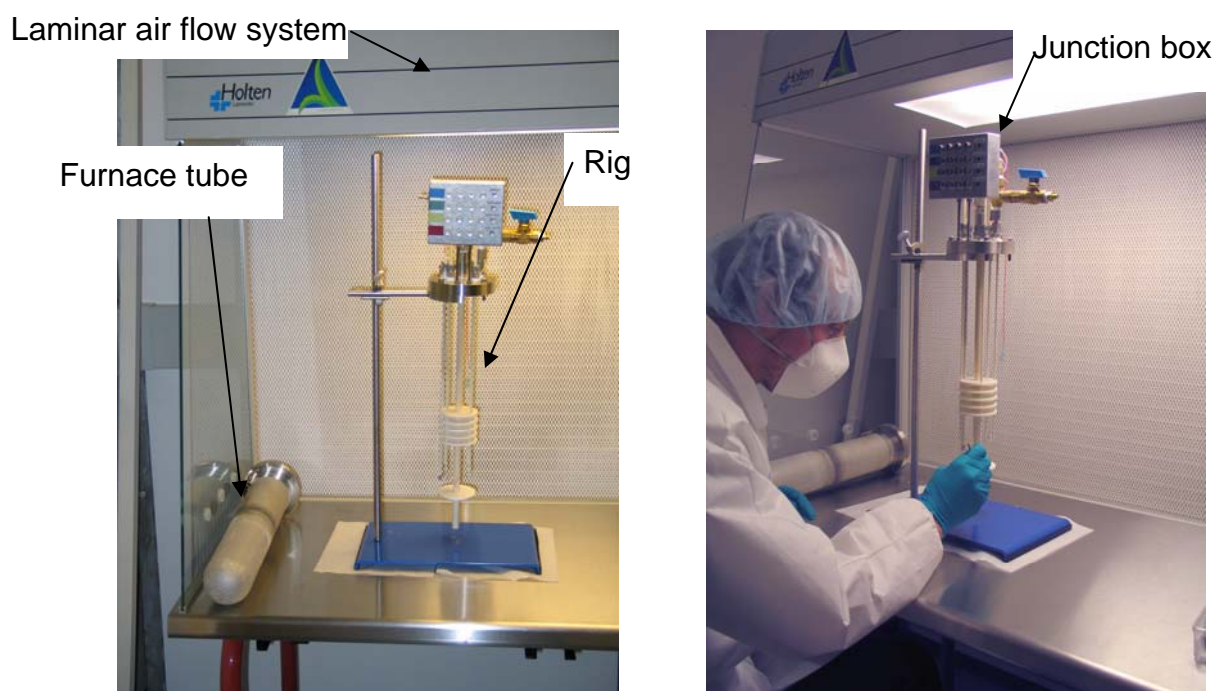 Laminar air flow system
Holten
Furnace tube
Rig
Junction box
Holten